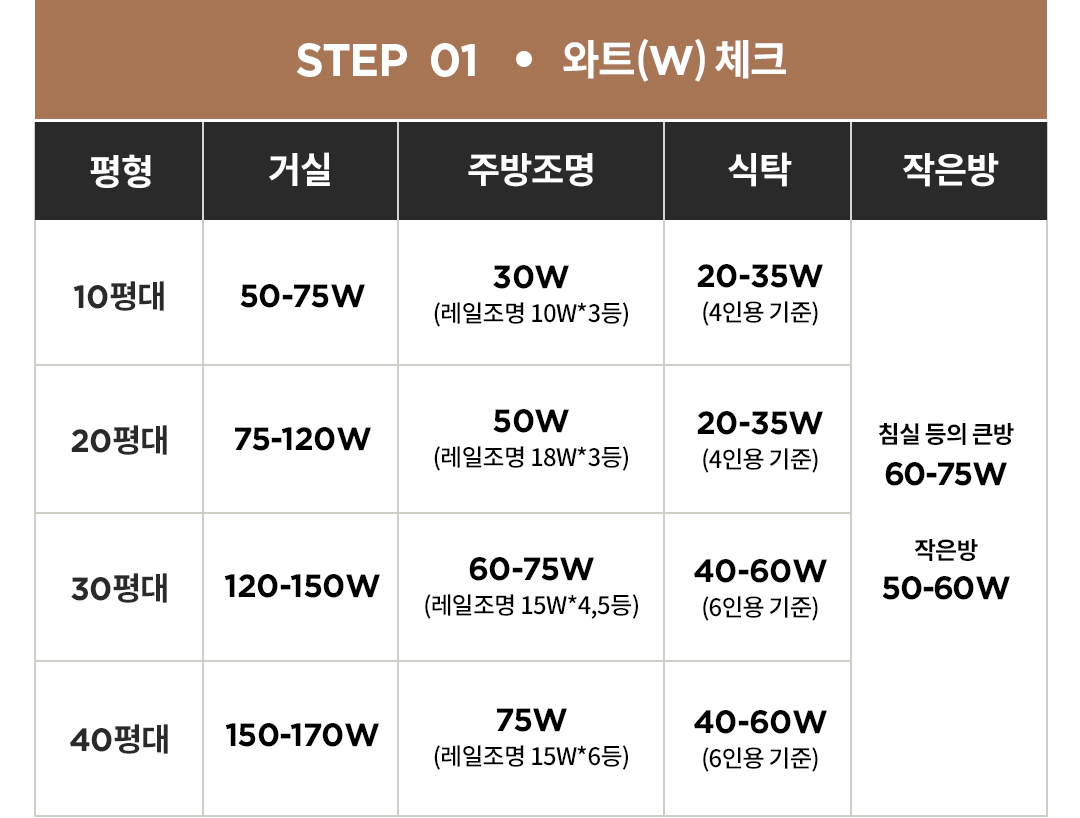 STEP 01 • 와트(W) 체크
평형 거실 주방조명 식탁 작은방
10평대 50-75W 30W 20-35W
(레일조명 10W*3등) (4인용 기준)
20평대 75-120W 50W 20-35W
(레일조명 18W*3등) (4인용 기준)
침실 등의 큰방
60-75W
작은방
50-60W
30평대 120-150W 60-75W 40-60W
(레일조명 15W*4,5등) (6인용 기준)
40평대 150-170W 75W 40-60W
(레일조명 15W*6등) (6인용 기준)